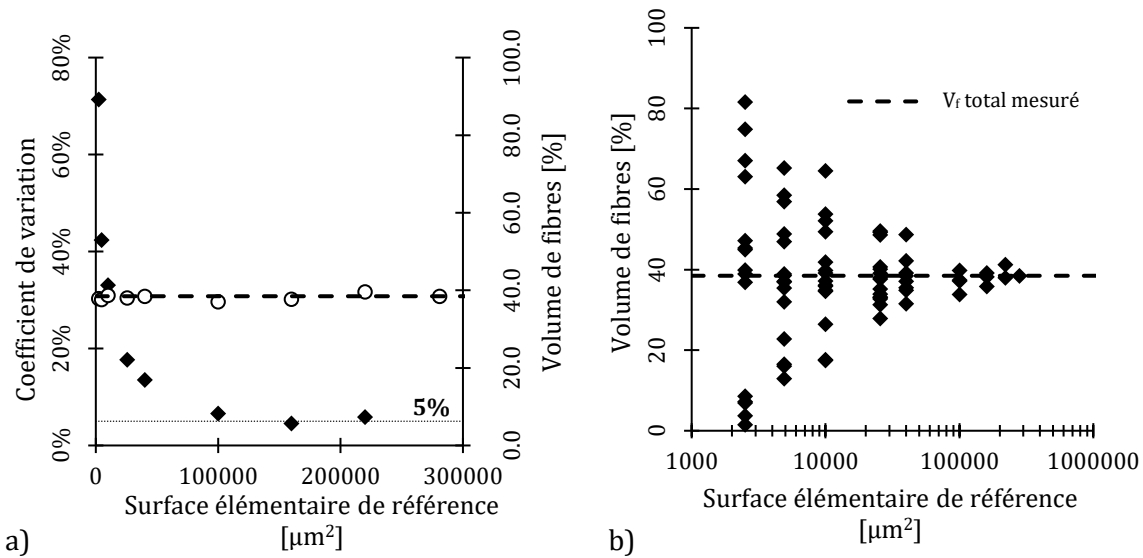 80%
60%
40%
20%
0%
Coefficient de variation
100.0
80.0
60.0
40.0
20.0
0.0
Volume de fibres [%]
5%
0
100000
200000
300000
Surface élémentaire de référence
[µm²]
a)
100
80
60
40
20
0
Volume de fibres [%]
Vf total mesuré
1000
10000
100000
1000000
Surface élémentaire de référence
[µm²]
b)